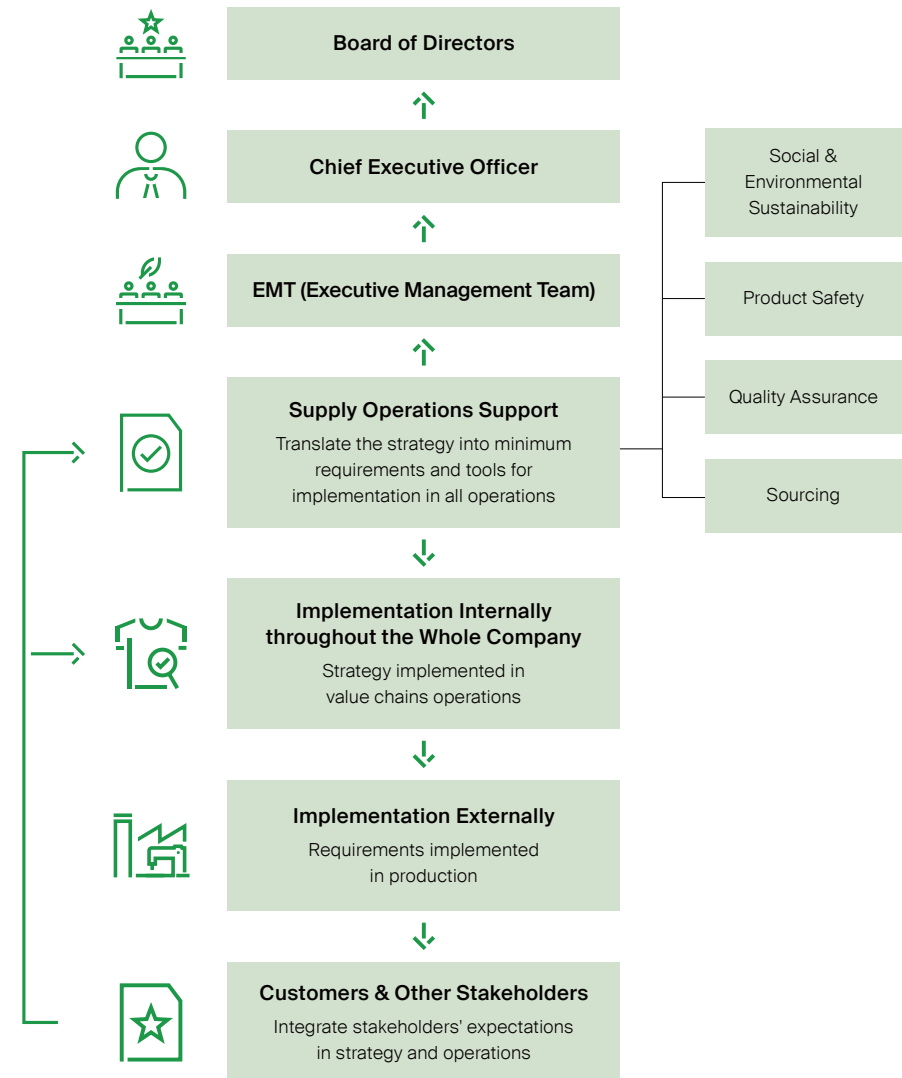 Board of Directors
Chief Executive Officer
EMT (Executive Management Team)
Supply Operations Support
Translate the strategy into minimum
requirements and tools for
implementation in all operations
Social &
Environmental
Sustainability
Product Safety
Quality Assurance
Sourcing
Implementation Internally
throughout the Whole Company
Strategy implemented in
value chains operations
Implementation Externally
Requirements implemented
in production
Customers & Other Stakeholders
Integrate stakeholders' expectations
in strategy and operations